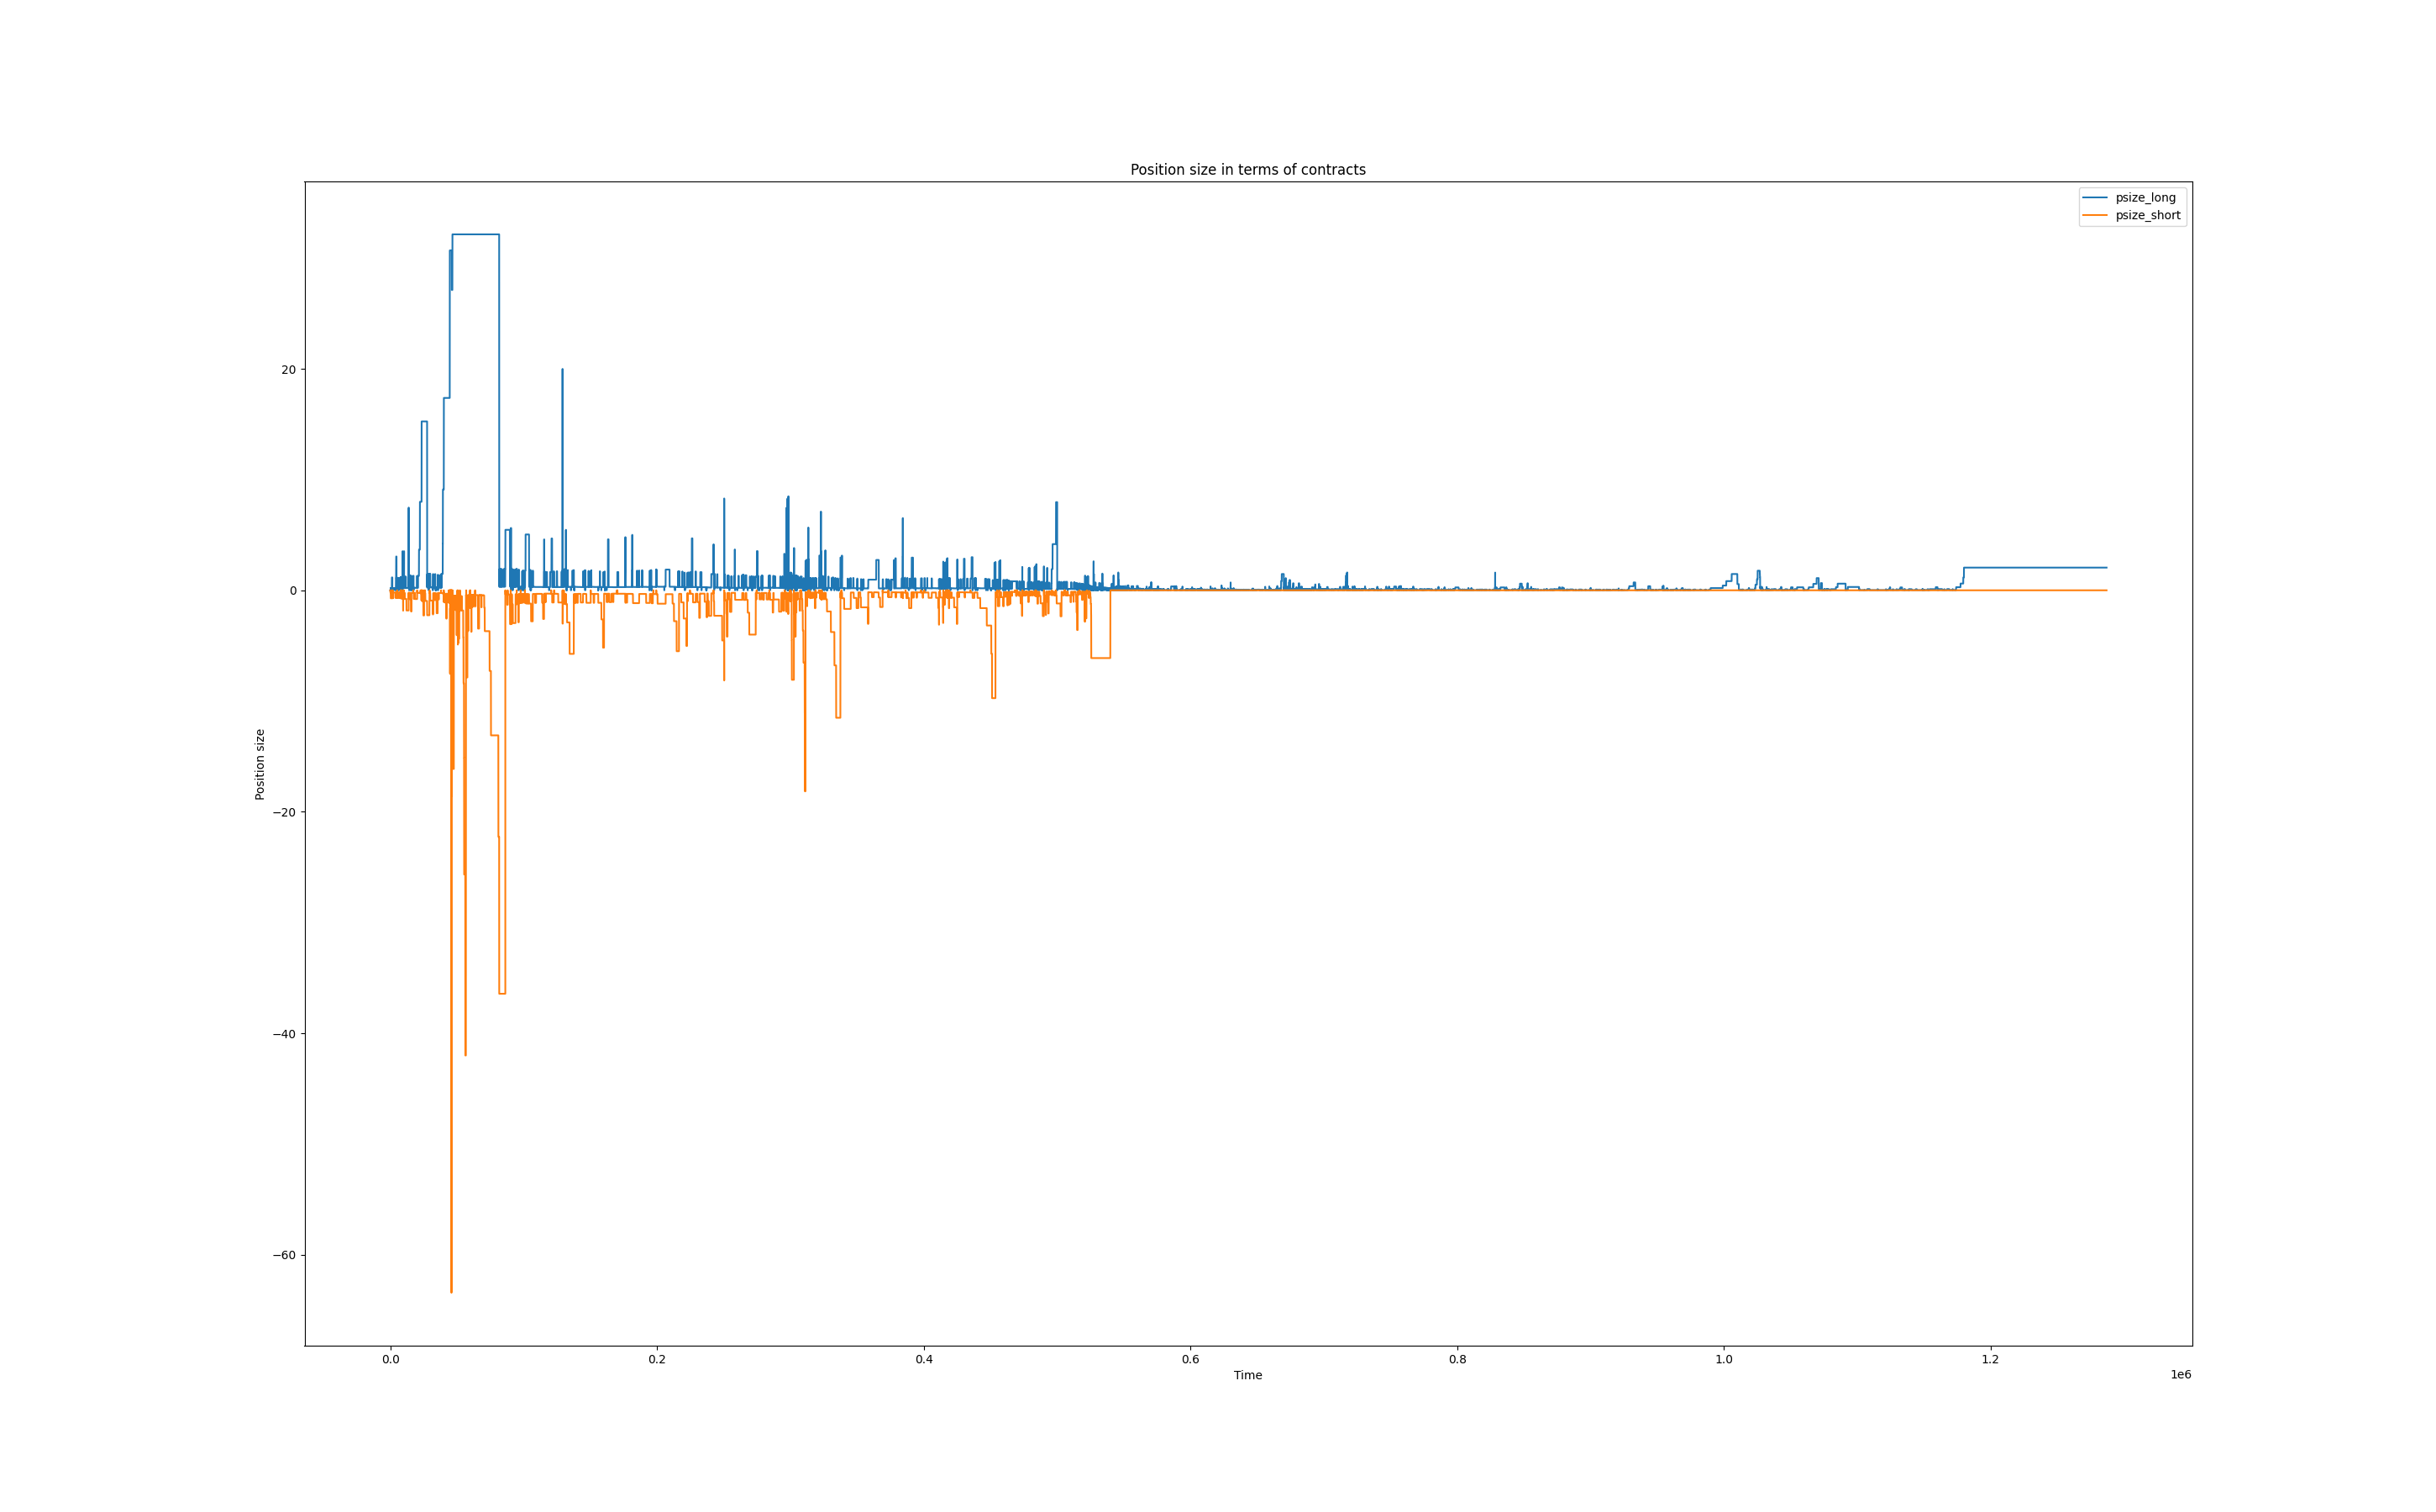 Position size in terms of contracts
psize_long
psize_short
20
0
−20
−40
−60
Position size
0.0 0.2 0.4 0.6 0.8 1.0 1.2
Time
1e6